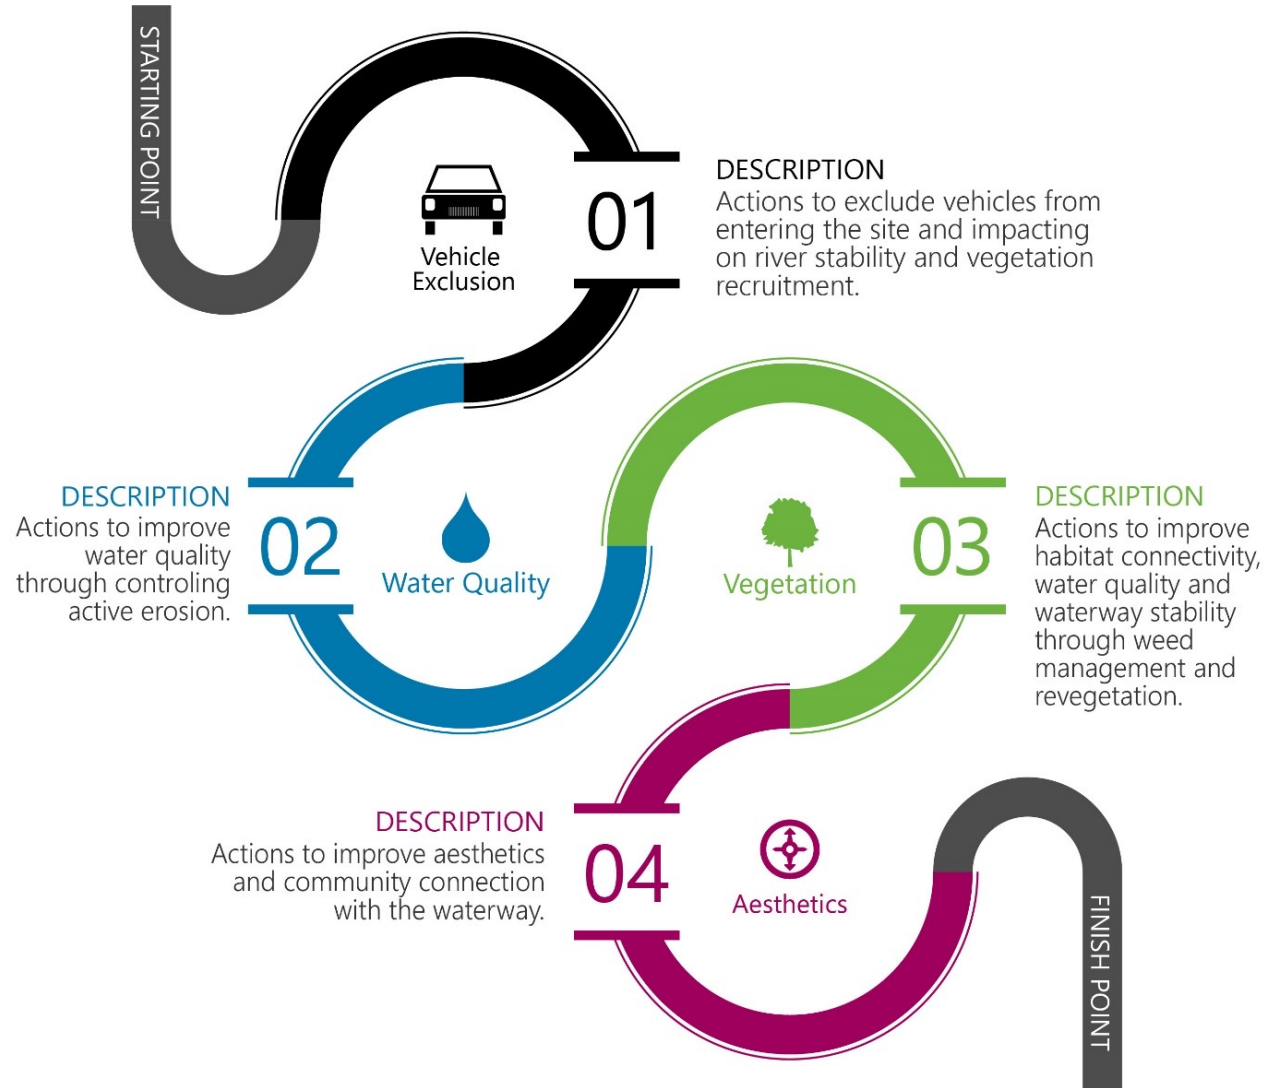 STARTING POINT
Vehicle
Exclusion
01
DESCRIPTION
Actions to exclude vehicles from
entering the site and impacting
on river stability and vegetation
recruitment.
DESCRIPTION
Actions to improve
water quality
through controling
active erosion.
02
Water Quality
Vegetation
03
DESCRIPTION
Actions to improve
habitat connectivity,
water quality and
waterway stability
through weed
management and
revegetation.
DESCRIPTION
Actions to improve aesthetics
and community connection
with the waterway.
04
Aesthetics
FINISH POINT